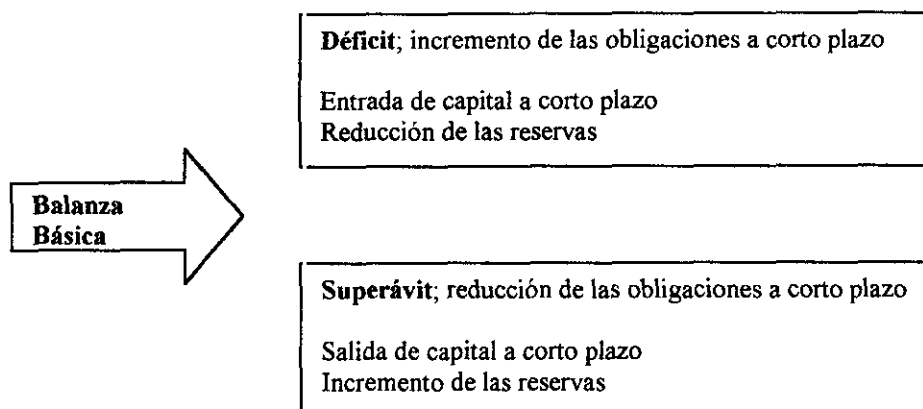 Déficit; incremento de las obligaciones a corto plazo
Entrada de capital a corto plazo
Reducción de las reservas
Balanza
Básica
Superávit; reducción de las obligaciones a corto plazo
Salida de capital a corto plazo
Incremento de las reservas